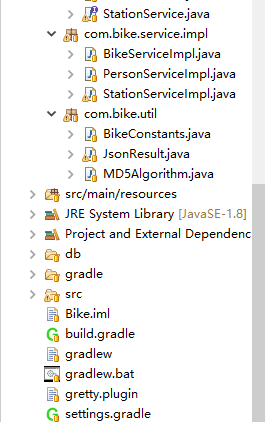 StationService.java
com.bike.service.impl
BikeServiceImpl.java
PersonServiceImpl.java
StationServiceImpl.java
com.bike.util
BikeConstants.java
JsonResult.java
MD5Algorithm.java
src/main/resources
JRE System Library [JavaSE-1.8]
Project and External Dependenc
db
gradle
src
Bike.iml
build.gradle
gradlew
gradlew.bat
gretty.plugin
settings.gradle